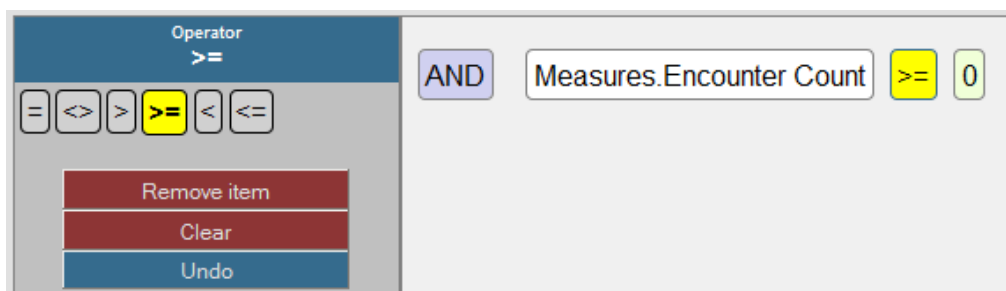 Operator
>=
= <> > >= < <=
Remove item
Clear
Undo
AND Measures.Encounter Count >= 0